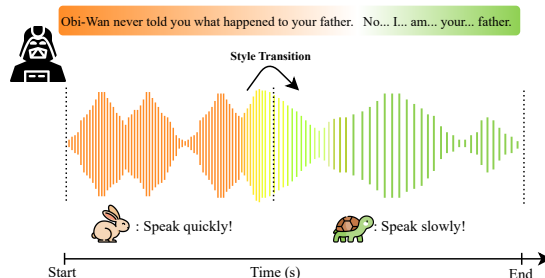 Obi-Wan never told you what happened to your father. No... I... am... your... father.
Style Transition
: Speak quickly! : Speak slowly!
Start Time (s) End